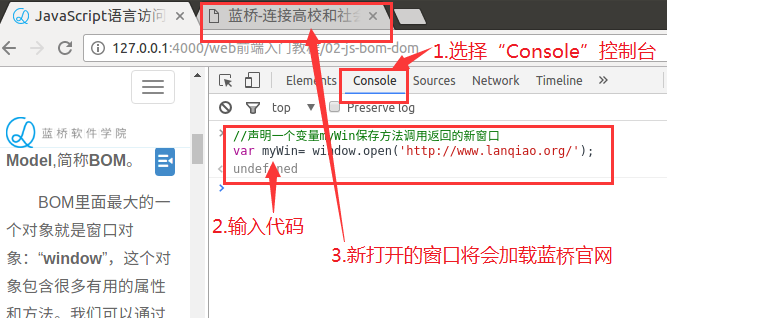 JavaScript语言访问
蓝桥-连接高校和社会
127.0.0.1:4000/web前端入门教程/02-js-bom-dom
1.选择“Console”控制台
Elements Console Sources Network Timeline
top Preserve log
蓝桥软件学院
//声明一个变量myWin保存方法调用返回的新窗口
var myWin= window.open('http://www.lanqiao.org/');
undefined
Model,简称BOM。
BOM里面最大的一
个对象就是窗口对
象：“window”，这个对
象包含很多有用的属性
和方法。我们可以通过
2.输入代码
3.新打开的窗口将会加载蓝桥官网